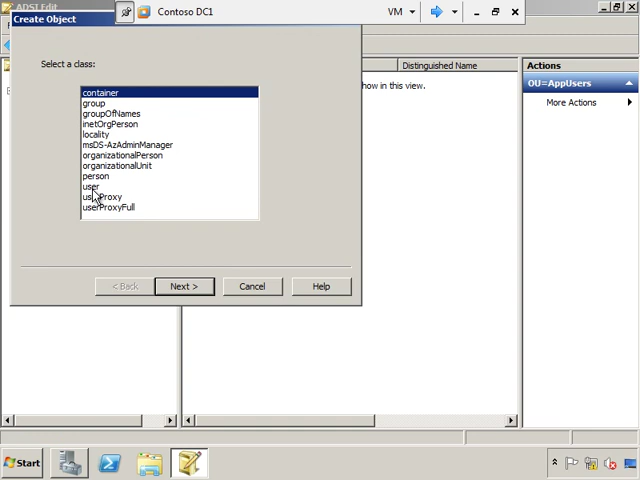 ADSI Edit
Contoso DC1
VM
Create Object
Select a class:
container
group
groupOfNames
inetOrgPerson
locality
msDS-AzAdminManager
organizationalPerson
organizationalUnit
person
user
userProxy
userProxyFull
< Back
Next >
Cancel
Help
Distinguished Name
how in this view.
Actions
OU=AppUsers
More Actions
Start